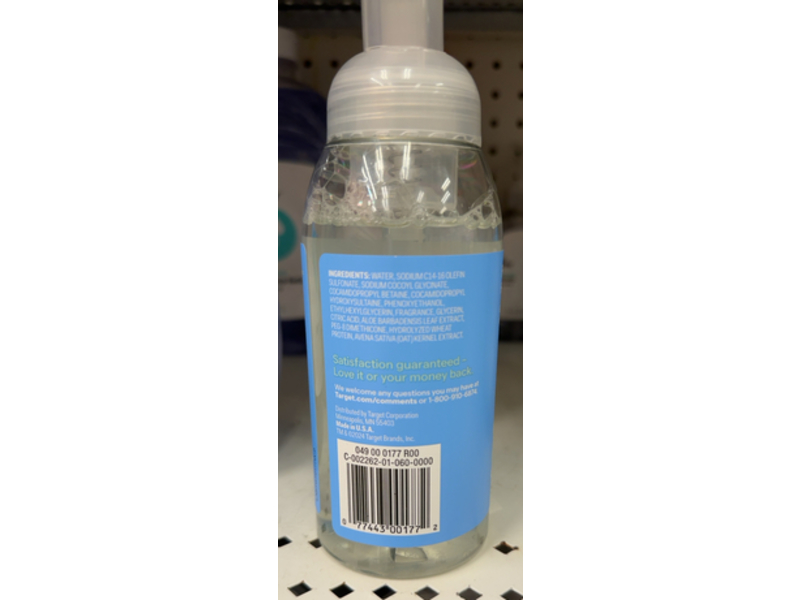 INGREDIENTS: WATER, SODIUM C14-16 OLEFIN
SULFONATE, SODIUM COCOYL GLYCINATE,
COCAMIDOPROPYL BETAINE, COCAMIDOPROPYL
HYDROXYSULTAINE, PHENOXYETHANOL,
ETHYLHEXYLGLYCERIN, FRAGRANCE, GLYCERIN,
CITRIC ACID, ALOE BARBADENSIS LEAF EXTRACT,
PEG-8 DIMETHICONE, HYDROLYZED WHEAT
PROTEIN, AVENA SATIVA (OAT) KERNEL EXTRACT
Satisfaction guaranteed –
Love it or your money back.
We welcome any questions you may have at
Target.com/comments or 1-800-910-6874.
Distributed by Target Corporation
Minneapolis, MN 55403
Made in U.S.A.
TM & ©2024 Target Brands, Inc.
049 00 0177 R00
C-002262-01-060-0000
0 77443 00177 2